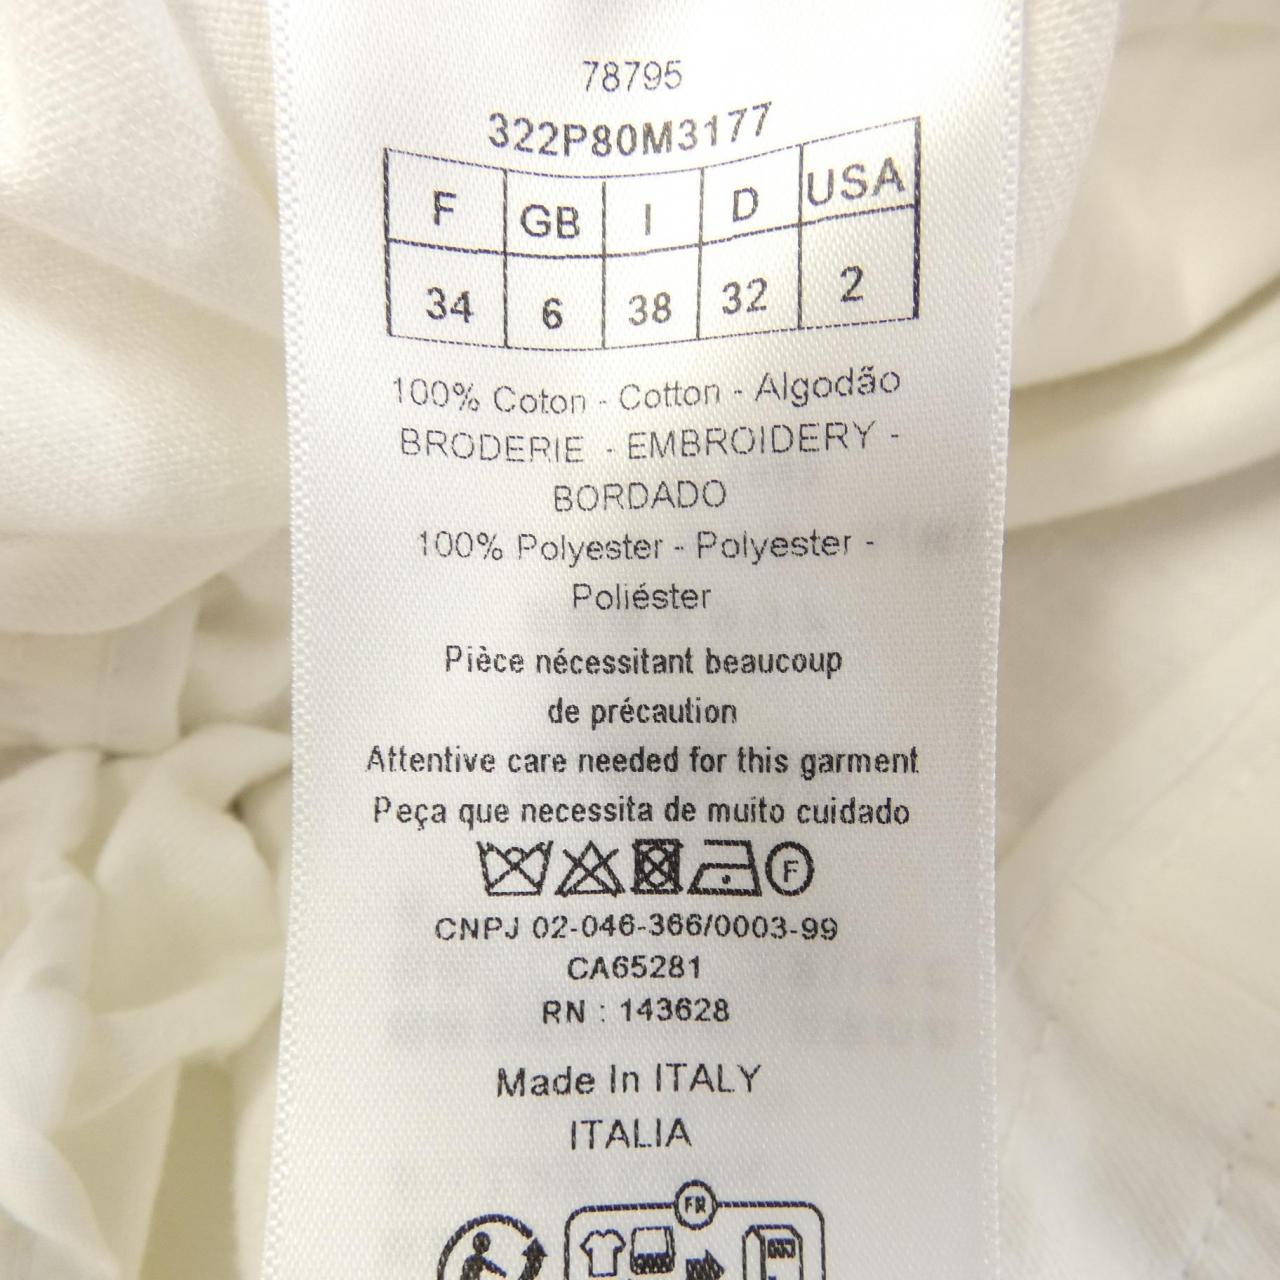 78795
322P80M3177
F GB I D USA
34 6 38 32 2
100% Coton - Cotton - Algodão
BRODERIE - EMBROIDERY -
BORDADO
100% Polyester - Polyester -
Poliéster
Pièce nécessitant beaucoup
de précaution
Attentive care needed for this garment
Peça que necessita de muito cuidado
F
CNPJ 02-046-366/0003-99
CA65281
RN : 143628
Made In ITALY
ITALIA
FR